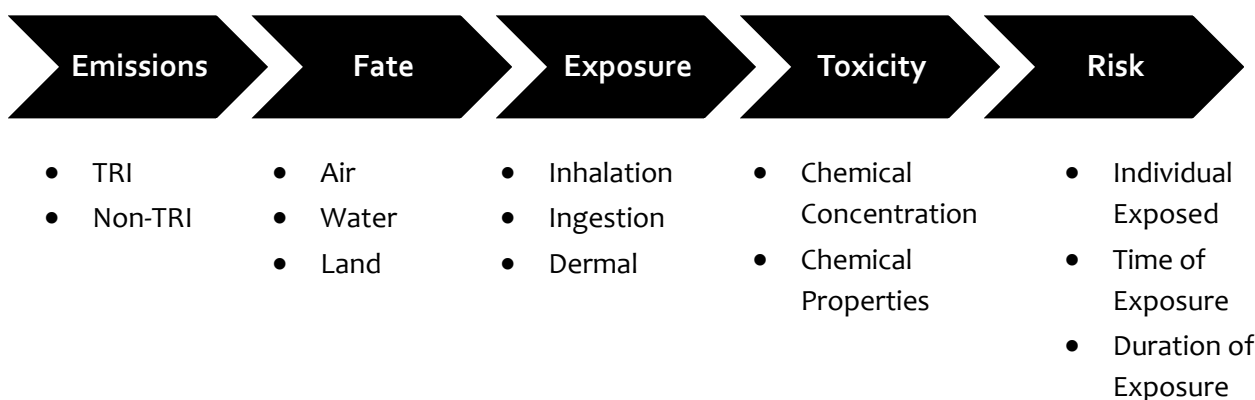 Emissions
Fate
Exposure
Toxicity
Risk
• TRI
• Non-TRI
• Air
• Water
• Land
• Inhalation
• Ingestion
• Dermal
• Chemical
Concentration
• Chemical
Properties
• Individual
Exposed
• Time of
Exposure
• Duration of
Exposure